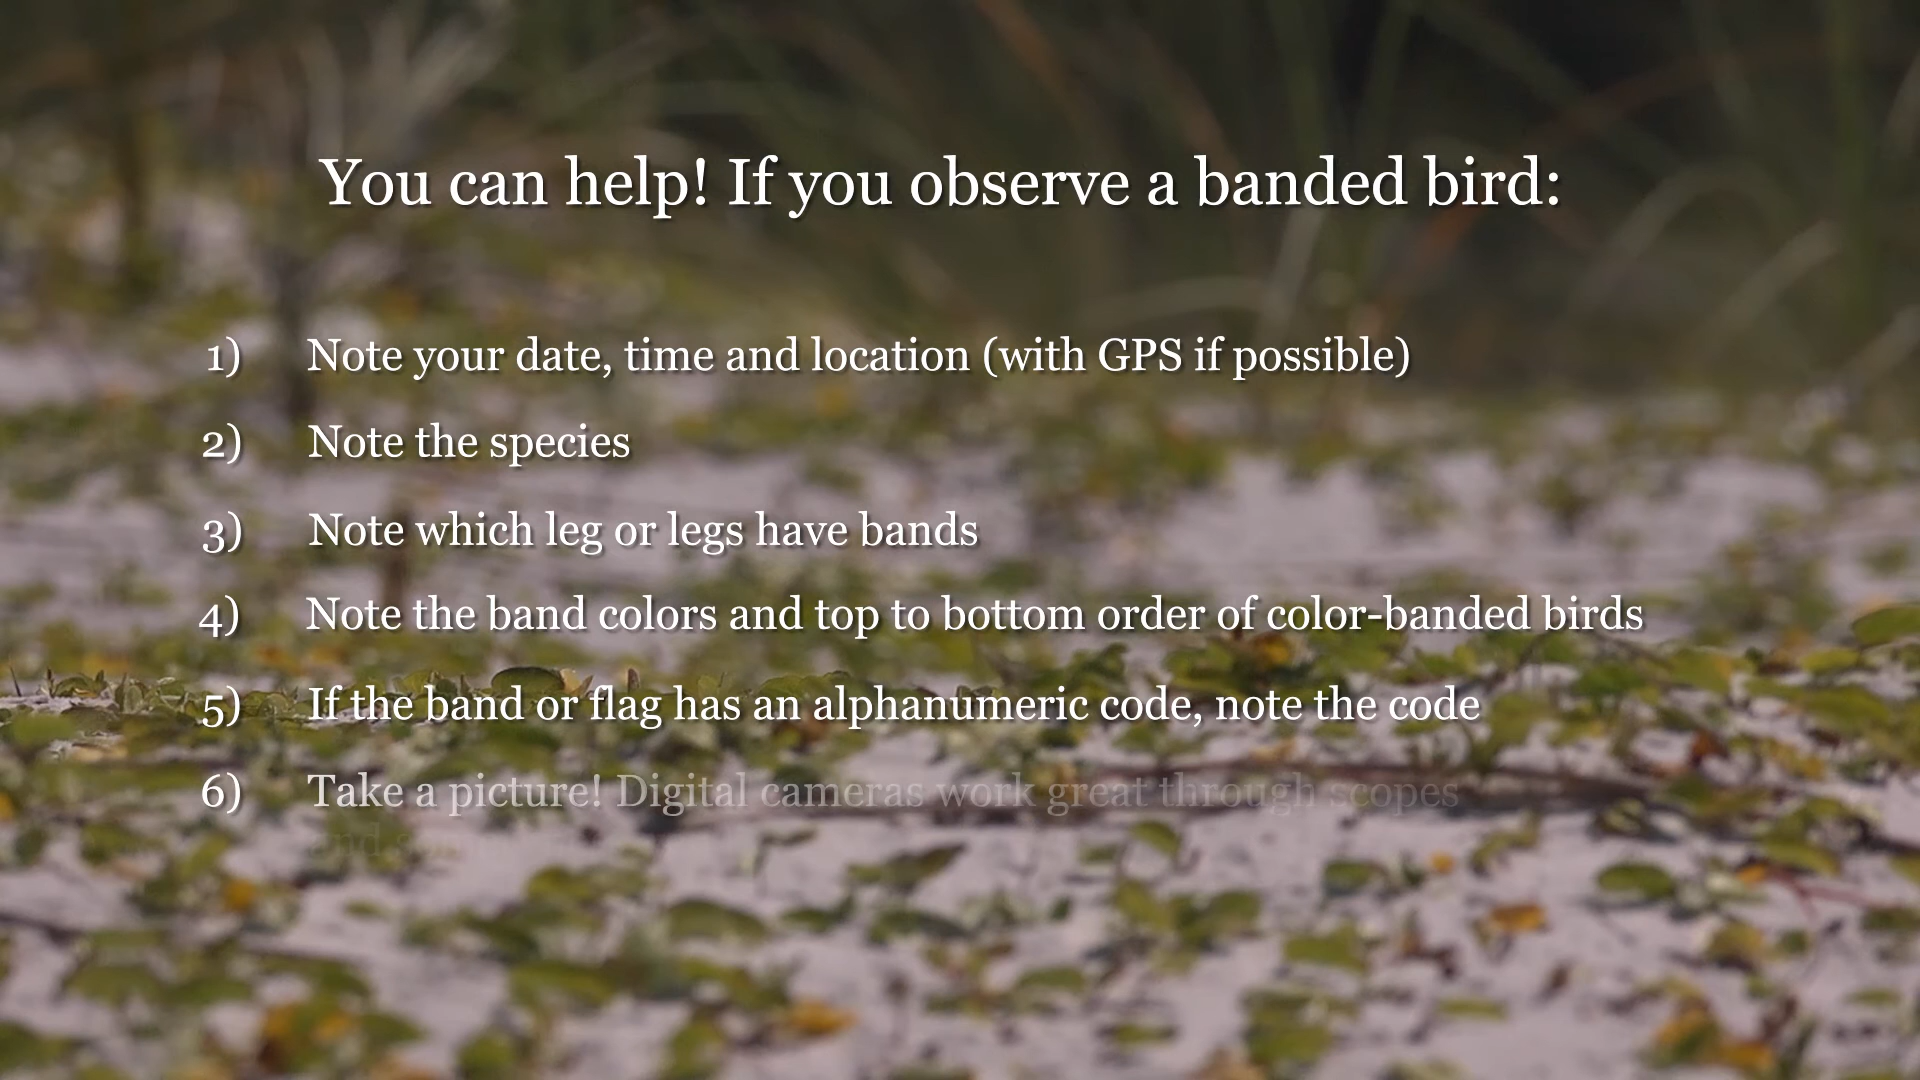 You can help! If you observe a banded bird:
1) Note your date, time and location (with GPS if possible)
2) Note the species
3) Note which leg or legs have bands
4) Note the band colors and top to bottom order of color-banded birds
5) If the band or flag has an alphanumeric code, note the code
6) Take a picture! Digital cameras work great through scopes
and